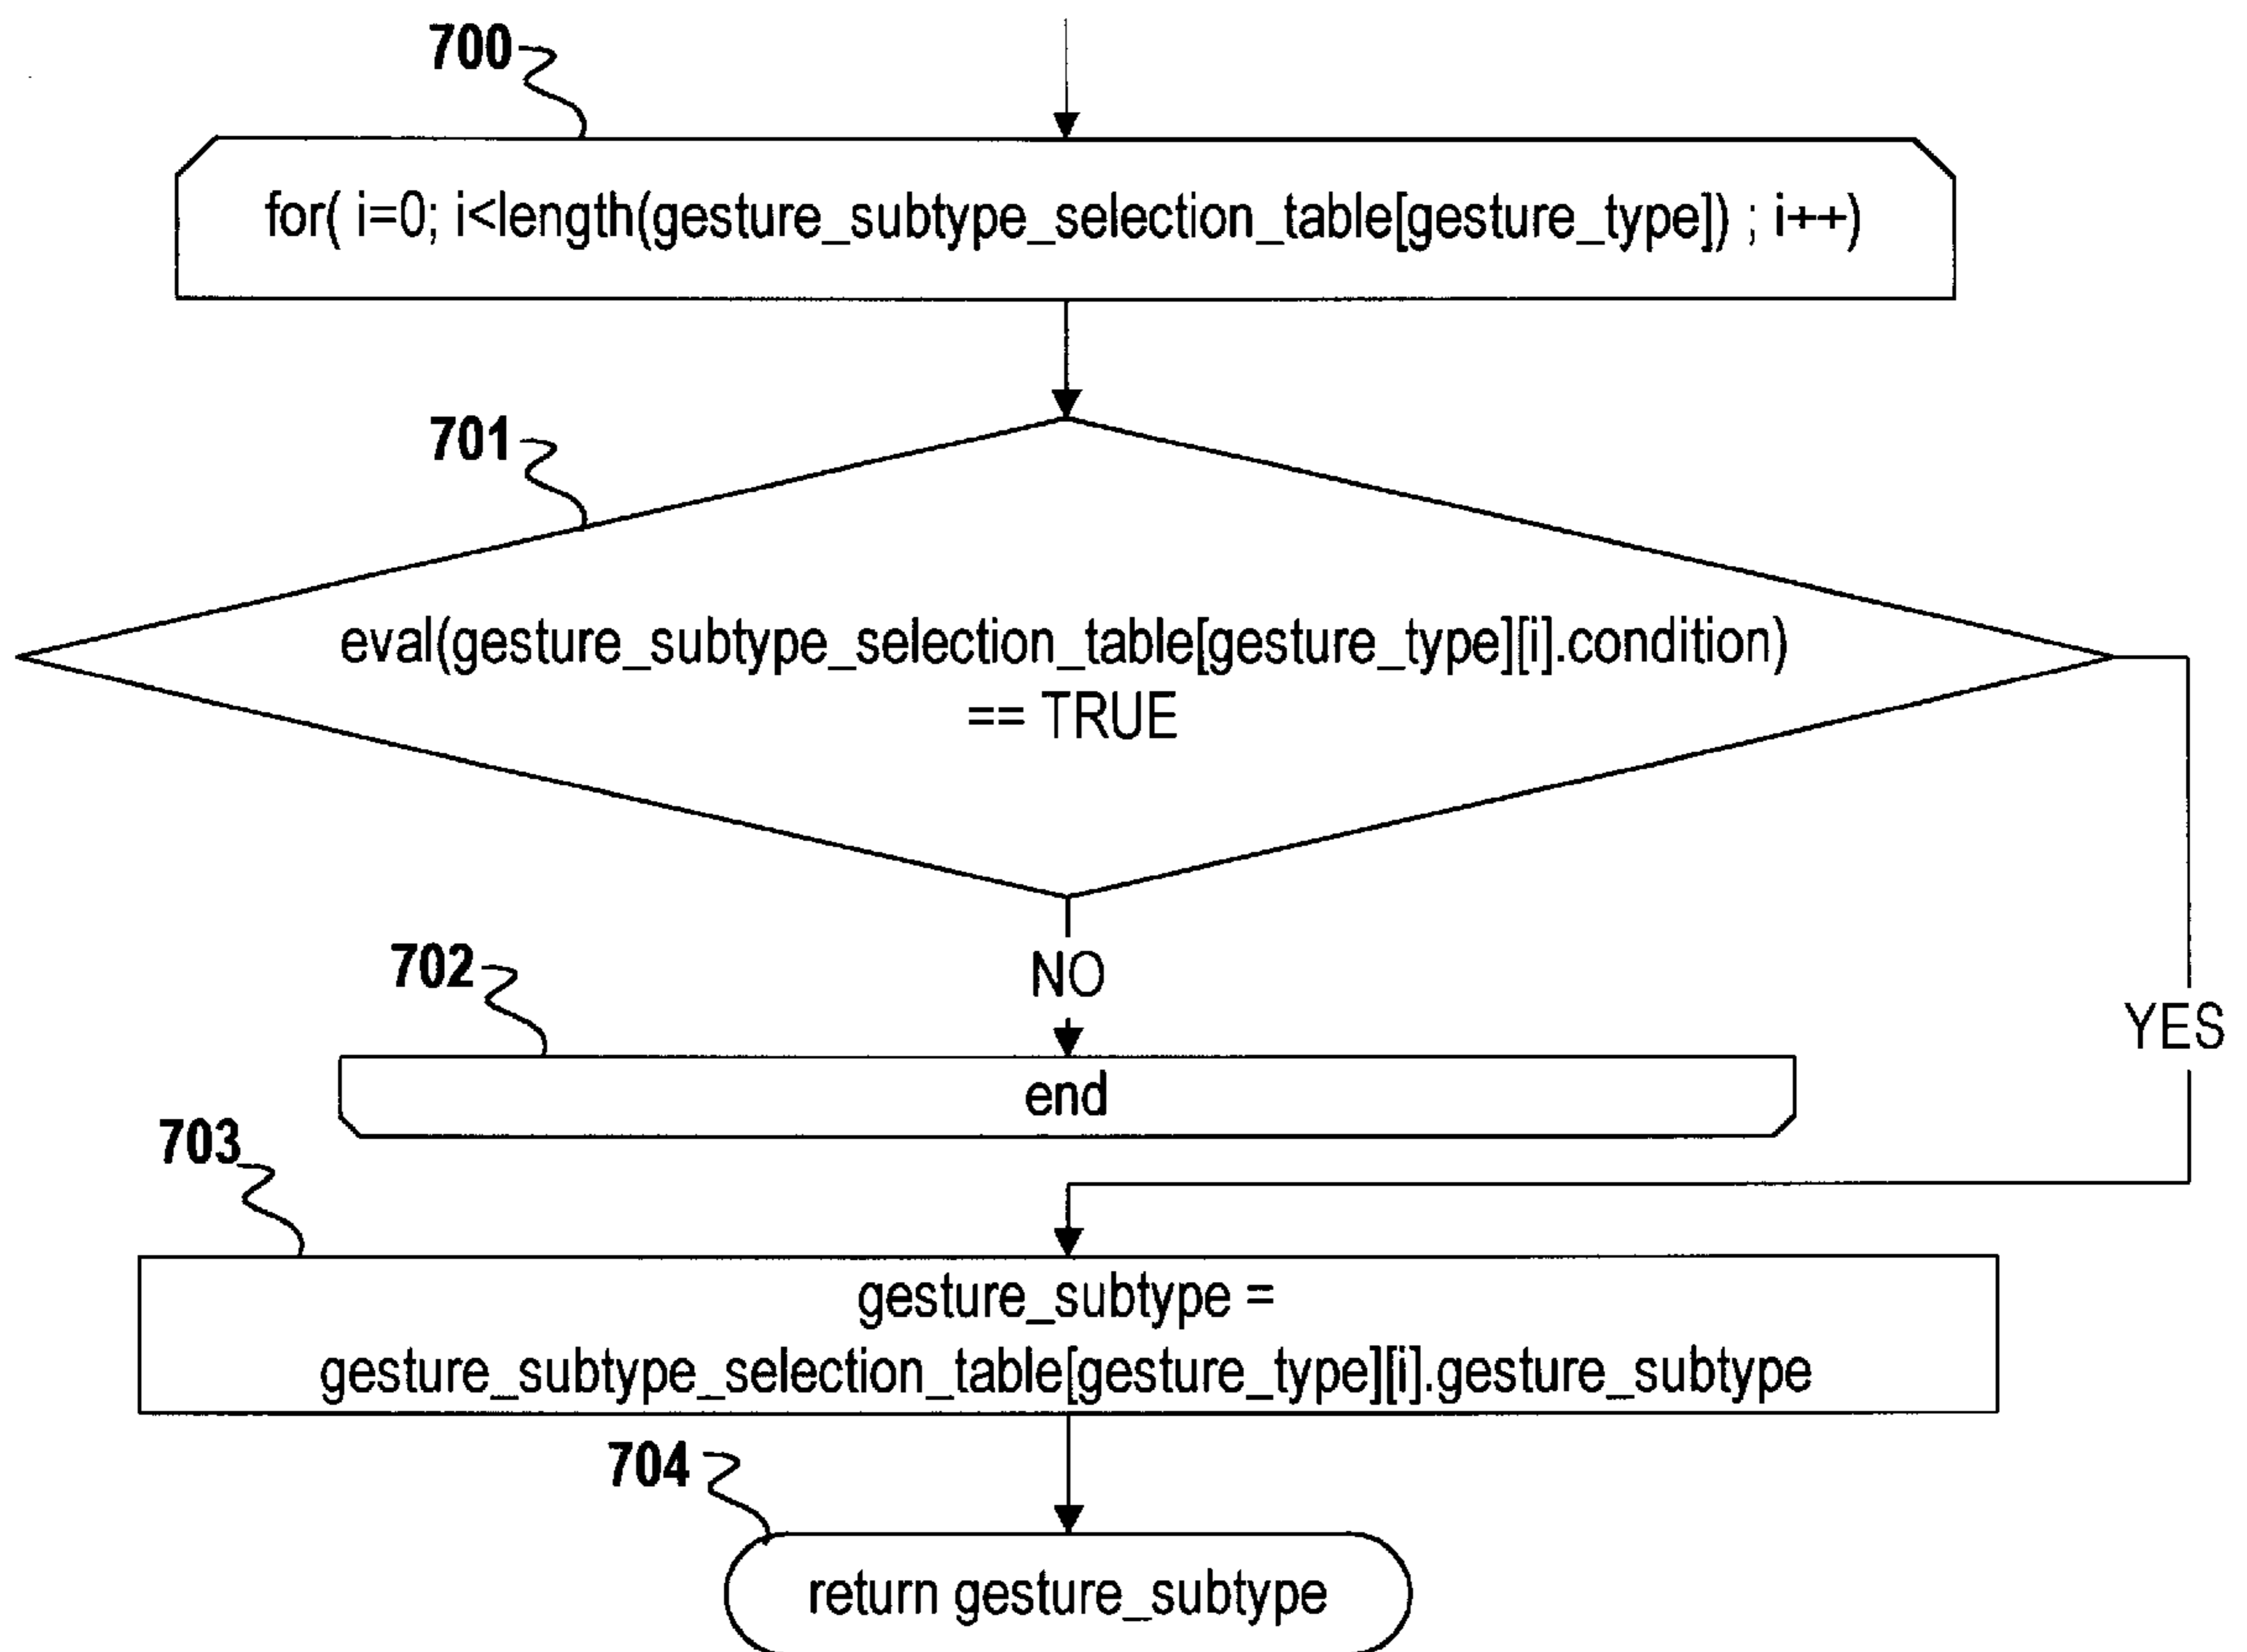 700
for( i=0; i<length(gesture_subtype_selection_table[gesture_type]) ; i++)
701
eval(gesture_subtype_selection_table[gesture_type][i].condition)
== TRUE
NO
702
YES
end
703
gesture_subtype =
gesture_subtype_selection_table[gesture_type][i].gesture_subtype
704
return gesture_subtype